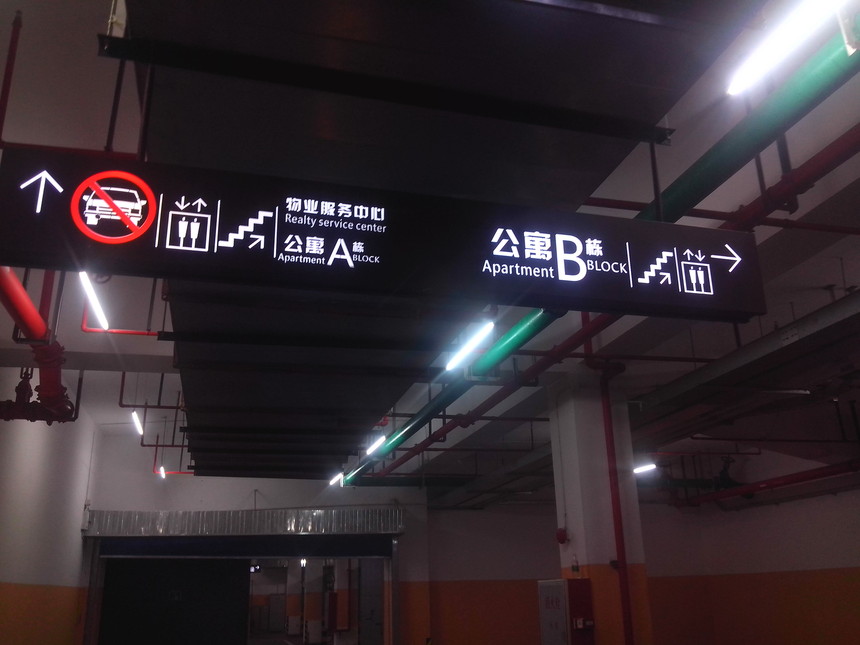 物业服务中心
Realty service center
公寓A栋
Apartment BLOCK
公寓B栋
Apartment BLOCK